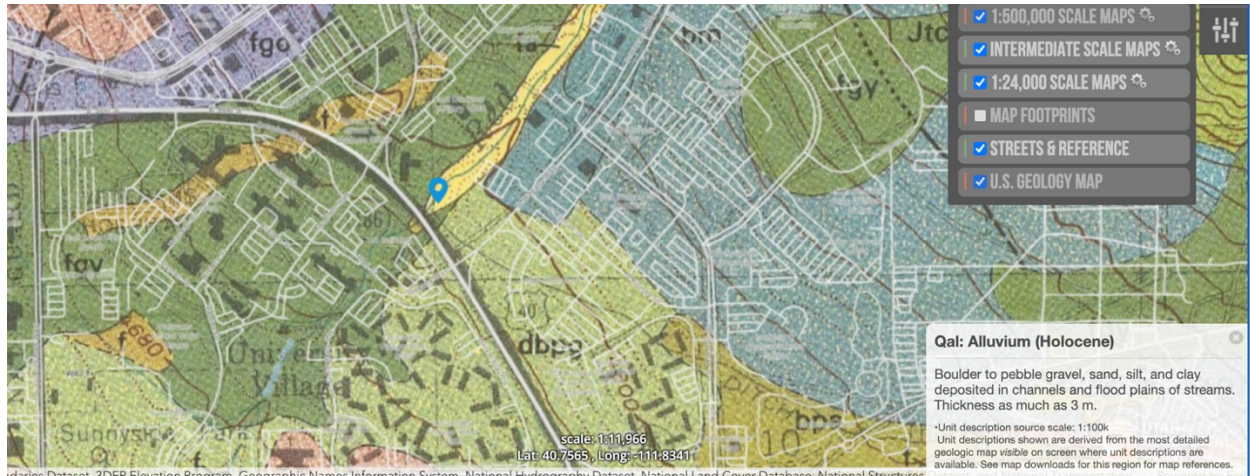 1:500,000 SCALE MAPS
INTERMEDIATE SCALE MAPS
1:24,000 SCALE MAPS
MAP FOOTPRINTS
STREETS & REFERENCE
U.S. GEOLOGY MAP
fgo
bm
Jtc
fgy
f
fav
f
680
University
Village
Sunnyside
dbpg
bpa
scale: 1:11,966
Lat: 40.7565 , Long: -111.8341
Qal: Alluvium (Holocene)
Boulder to pebble gravel, sand, silt, and clay
deposited in channels and flood plains of streams.
Thickness as much as 3 m.
•Unit description source scale: 1:100k
Unit descriptions shown are derived from the most detailed
geologic map visible on screen where unit descriptions are
available. See map downloads for this region for map references.
Dataset, 3DEP Elevation Program, Geographic Names Information System, National Hydrography Dataset, National Land Cover Database, National Structures